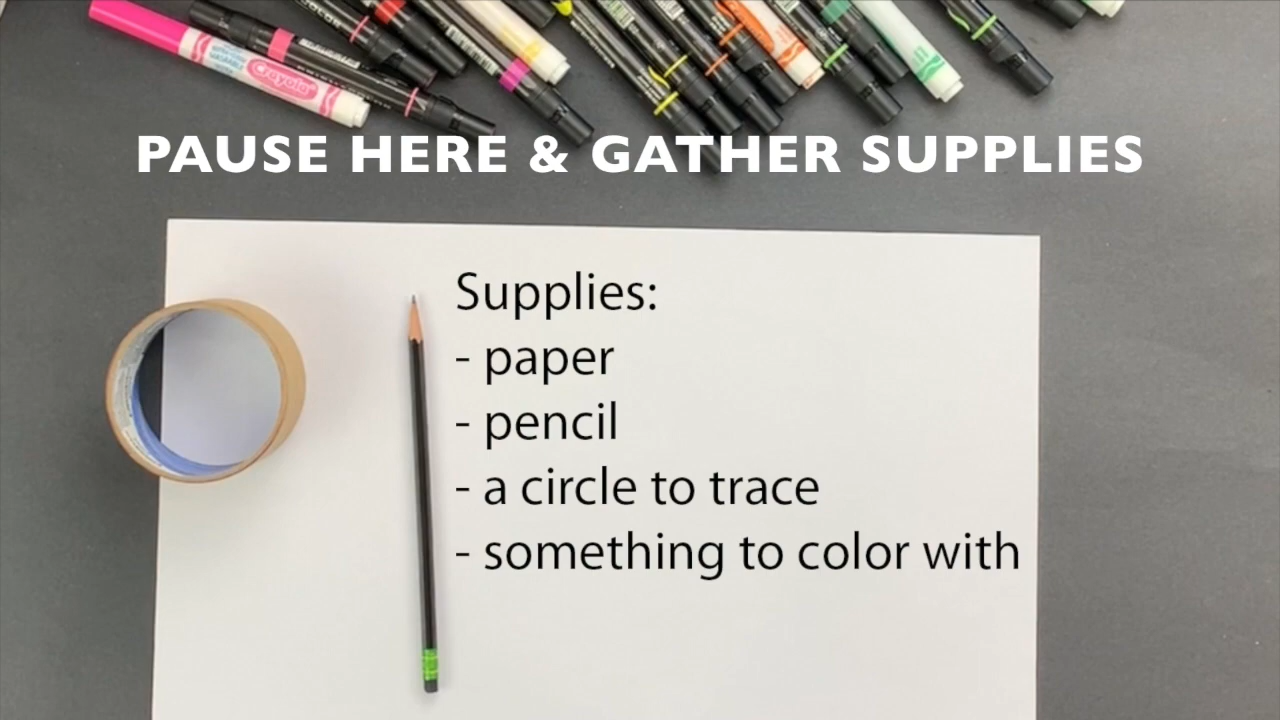 Crayola
PAUSE HERE & GATHER SUPPLIES
Supplies:
- paper
- pencil
- a circle to trace
- something to color with